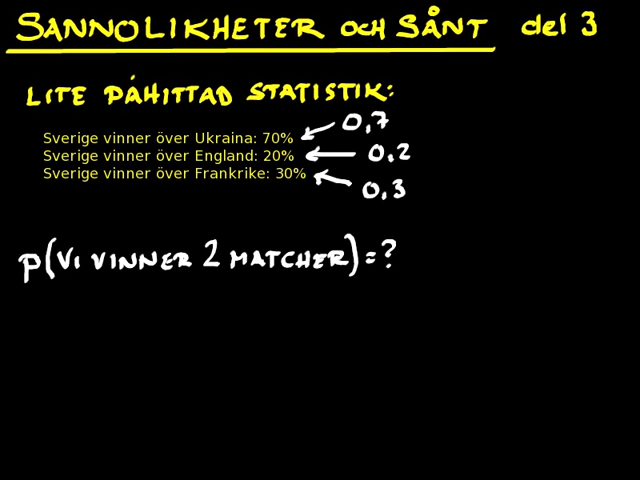 SANNOLIKHETER OCH SÅNT del 3
LITE PÅHITTAD STATISTIK:
Sverige vinner över Ukraina: 70% 0,7
Sverige vinner över England: 20% 0.2
Sverige vinner över Frankrike: 30% 0.3
p(VI VINNER 2 MATCHER)=?